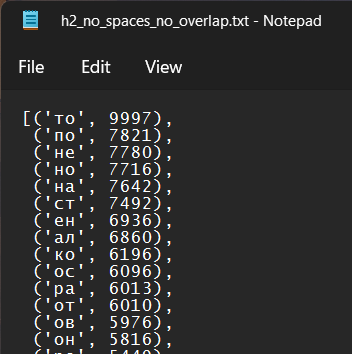 h2_no_spaces_no_overlap.txt - Notepad
File Edit View
[('то', 9997),
('по', 7821),
('не', 7780),
('но', 7716),
('на', 7642),
('ст', 7492),
('ен', 6936),
('ал', 6860),
('ко', 6196),
('ос', 6096),
('ра', 6013),
('от', 6010),
('ов', 5976),
('он', 5816),